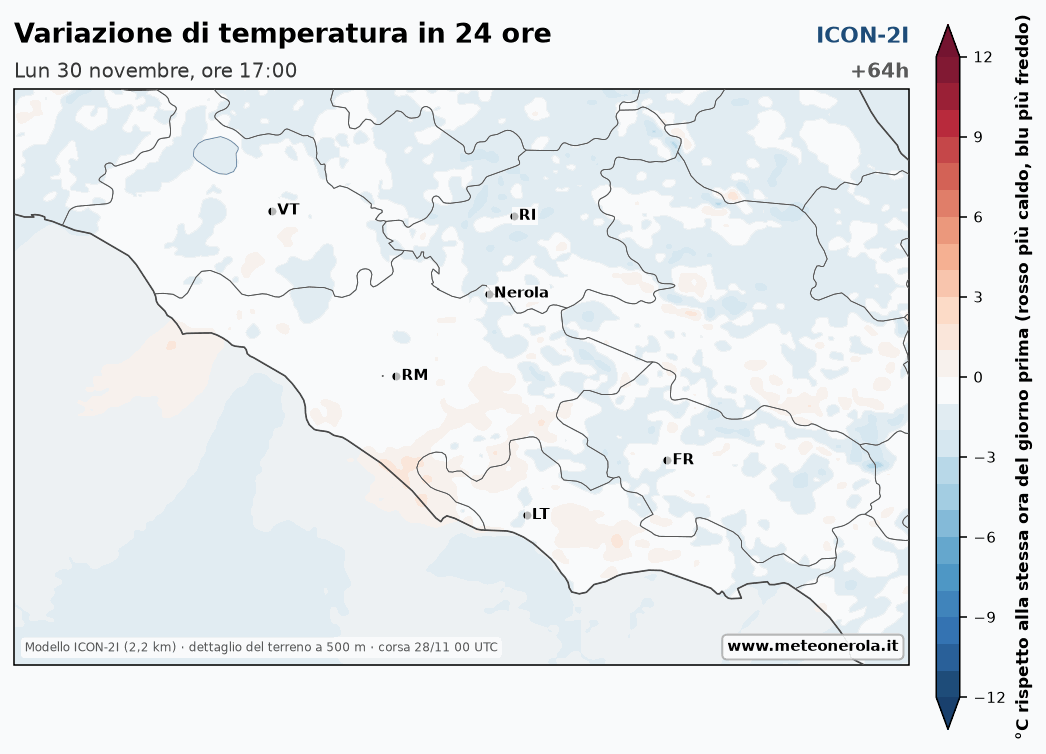 Variazione di temperatura in 24 ore
ICON-2I
Lun 30 novembre, ore 17:00
+64h
VT
RI
Nerola
RM
FR
LT
Modello ICON-2I (2,2 km) · dettaglio del terreno a 500 m · corsa 28/11 00 UTC
www.meteonerola.it
12
9
6
3
0
−3
−6
−9
−12
°C rispetto alla stessa ora del giorno prima (rosso più caldo, blu più freddo)